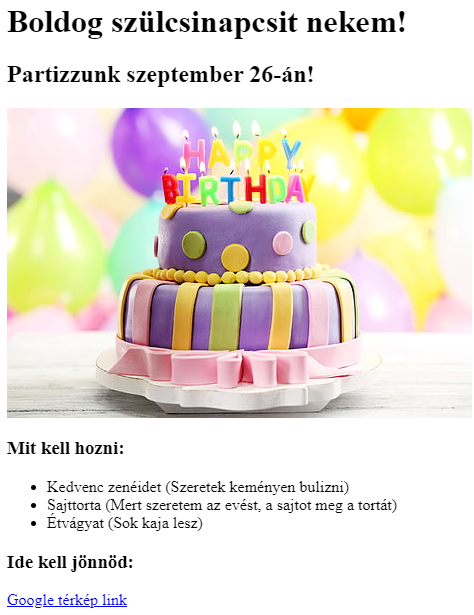 Boldog szülcsinapcsit nekem!
Partizzunk szeptember 26-án!
HAPPY
BIRTHDAY
Mit kell hozni:
Kedvenc zenéidet (Szeretek keményen bulizni)
Sajttorta (Mert szeretem az evést, a sajtot meg a tortát)
Étvágyat (Sok kaja lesz)
Ide kell jönnöd:
Google térkép link